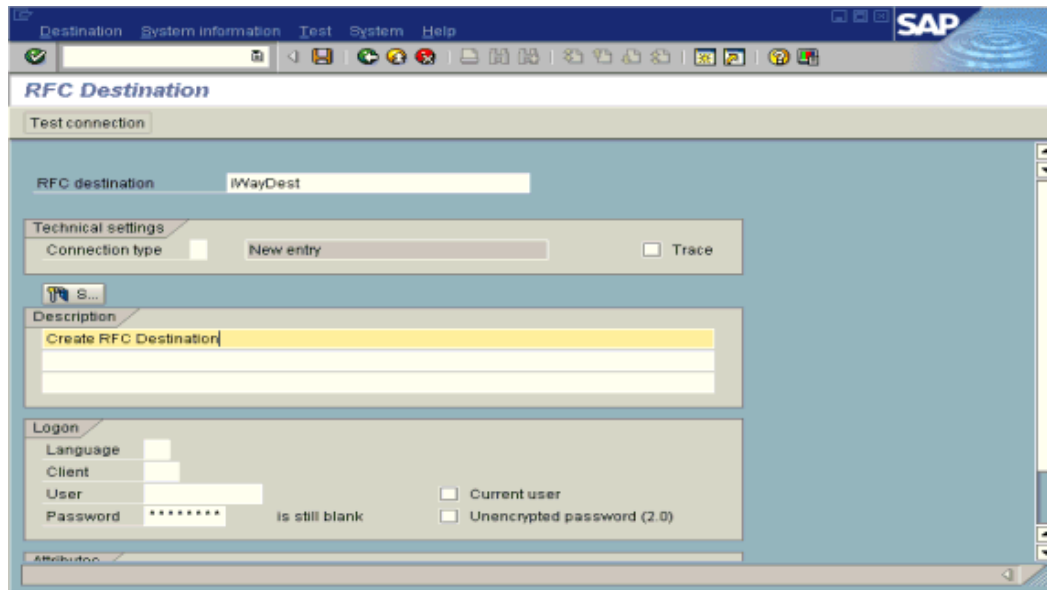 Destination System information Test System Help
SAP
RFC Destination
Test connection
RFC destination iWayDest
Technical settings
Connection type New entry Trace
S...
Description
Create RFC Destination
Logon
Language
Client
User Current user
Password ******** is still blank Unencrypted password (2.0)
Attributes